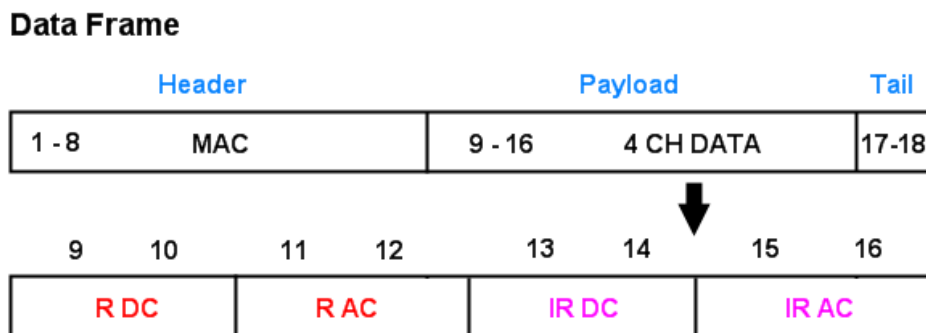 Data Frame
Header Payload Tail
1 - 8 MAC 9 - 16 4 CH DATA 17-18
9 10 11 12 13 14 15 16
R DC R AC IR DC IR AC